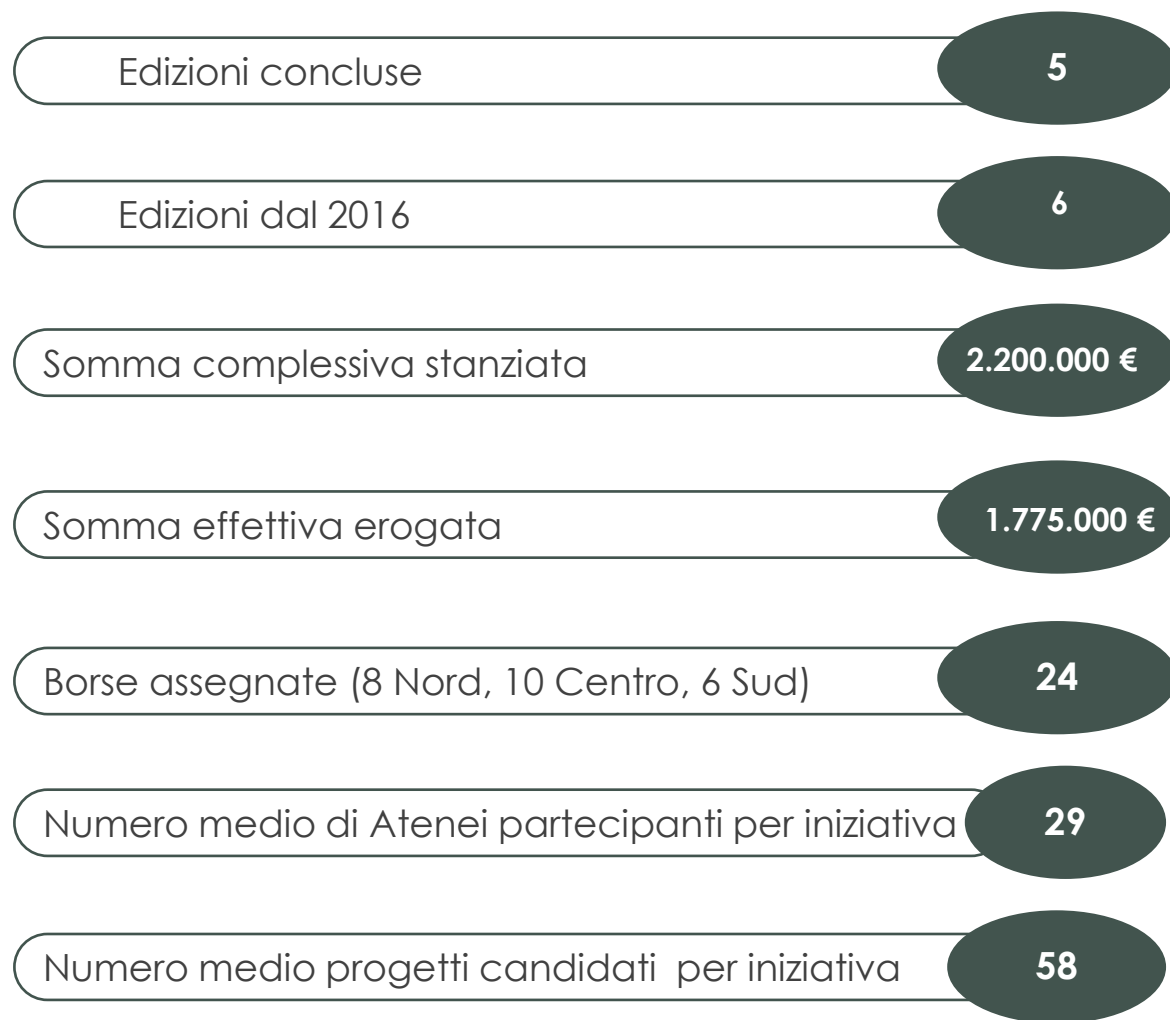 Edizioni concluse 5
Edizioni dal 2016 6
Somma complessiva stanziata 2.200.000 €
Somma effettiva erogata 1.775.000 €
Borse assegnate (8 Nord, 10 Centro, 6 Sud) 24
Numero medio di Atenei partecipanti per iniziativa 29
Numero medio progetti candidati per iniziativa 58